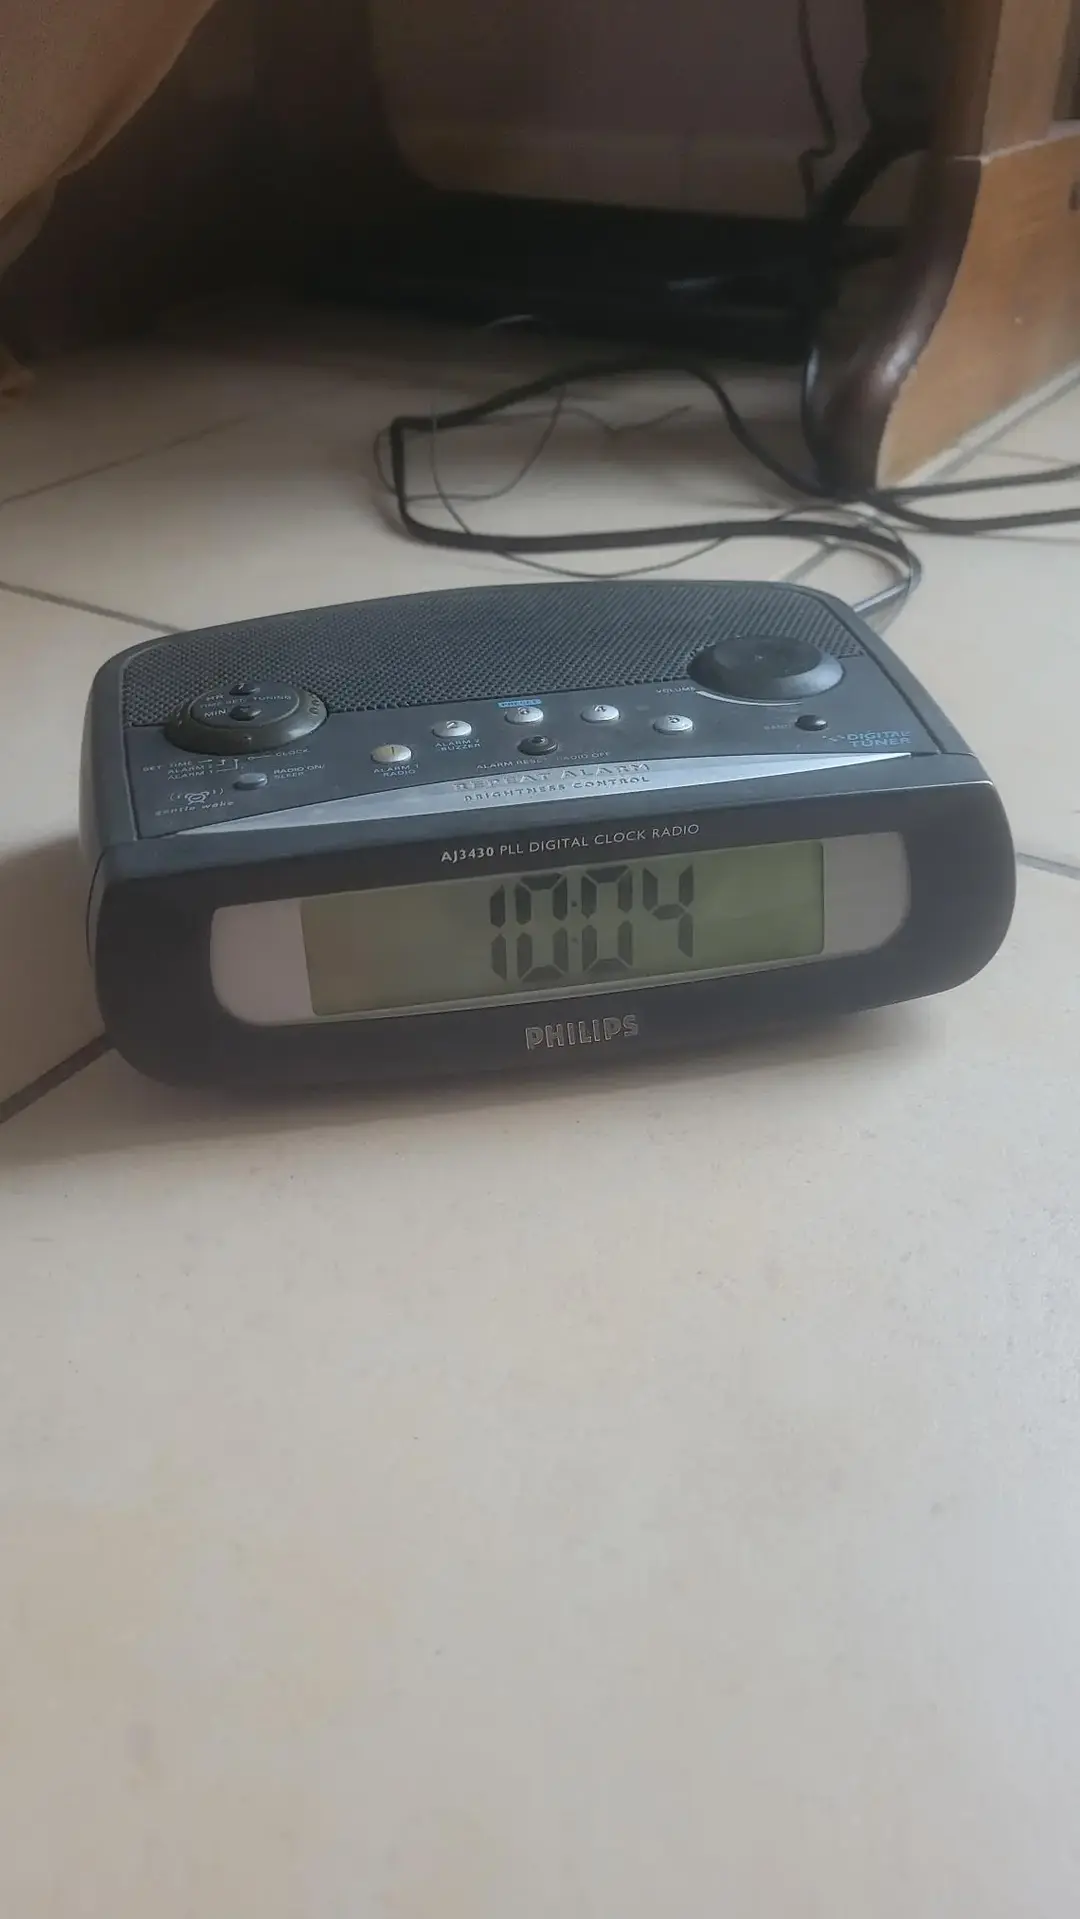 HR
TIME SET TUNING
MIN
CLOCK
SET TIME
ALARM 2
ALARM 1
RADIO ON/
SLEEP
gentle wake
1
ALARM 1
RADIO
2
ALARM 2
BUZZER
PRESET
3
4
5
ALARM RESET RADIO OFF
VOLUME
BAND
DIGITAL
TUNER
REPEAT ALARM
BRIGHTNESS CONTROL
AJ3430 PLL DIGITAL CLOCK RADIO
10:04
PHILIPS